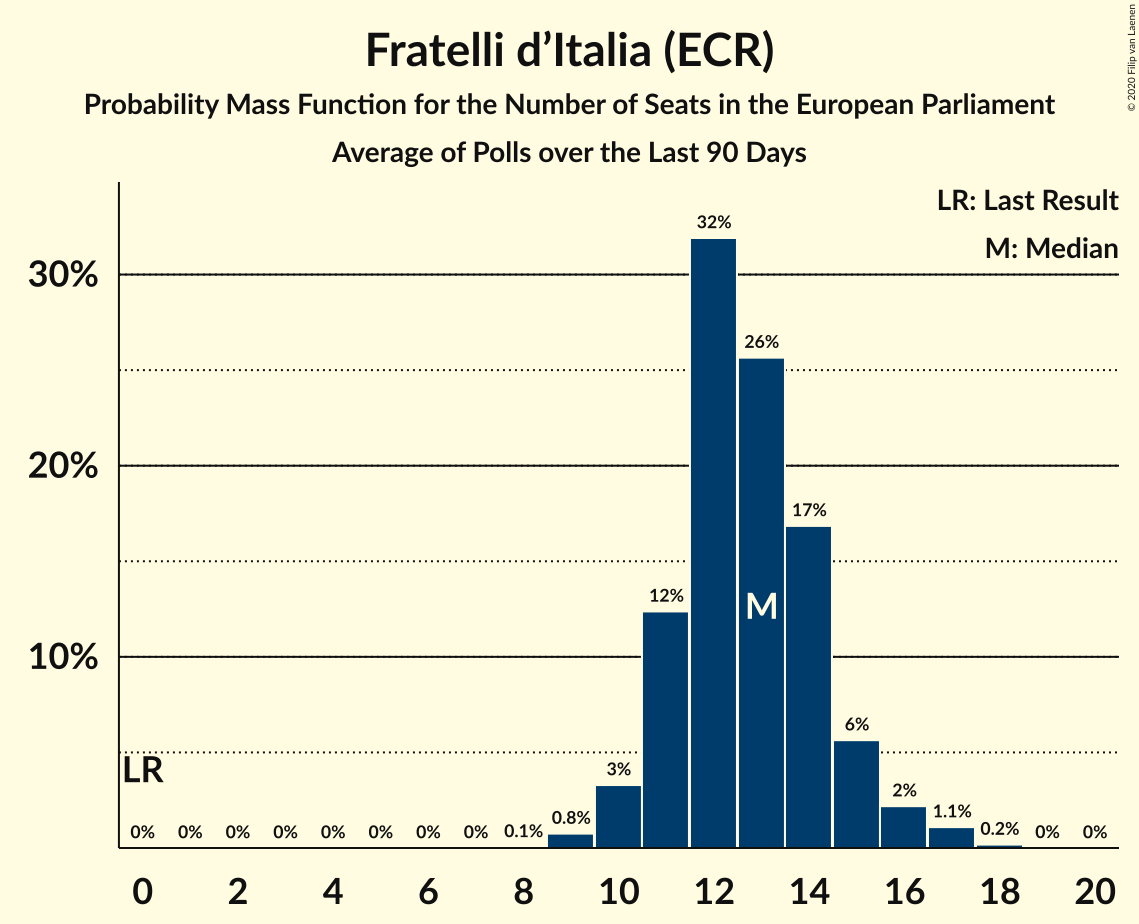 Fratelli d’Italia (ECR)
Probability Mass Function for the Number of Seats in the European Parliament
Average of Polls over the Last 90 Days
© 2020 Filip van Laenen
LR: Last Result
M: Median
30%
20%
10%
LR
M
0%
0%
0%
0%
0%
0%
0%
0%
0.1%
0.8%
3%
12%
32%
26%
17%
6%
2%
1.1%
0.2%
0%
0%
0 2 4 6 8 10 12 14 16 18 20